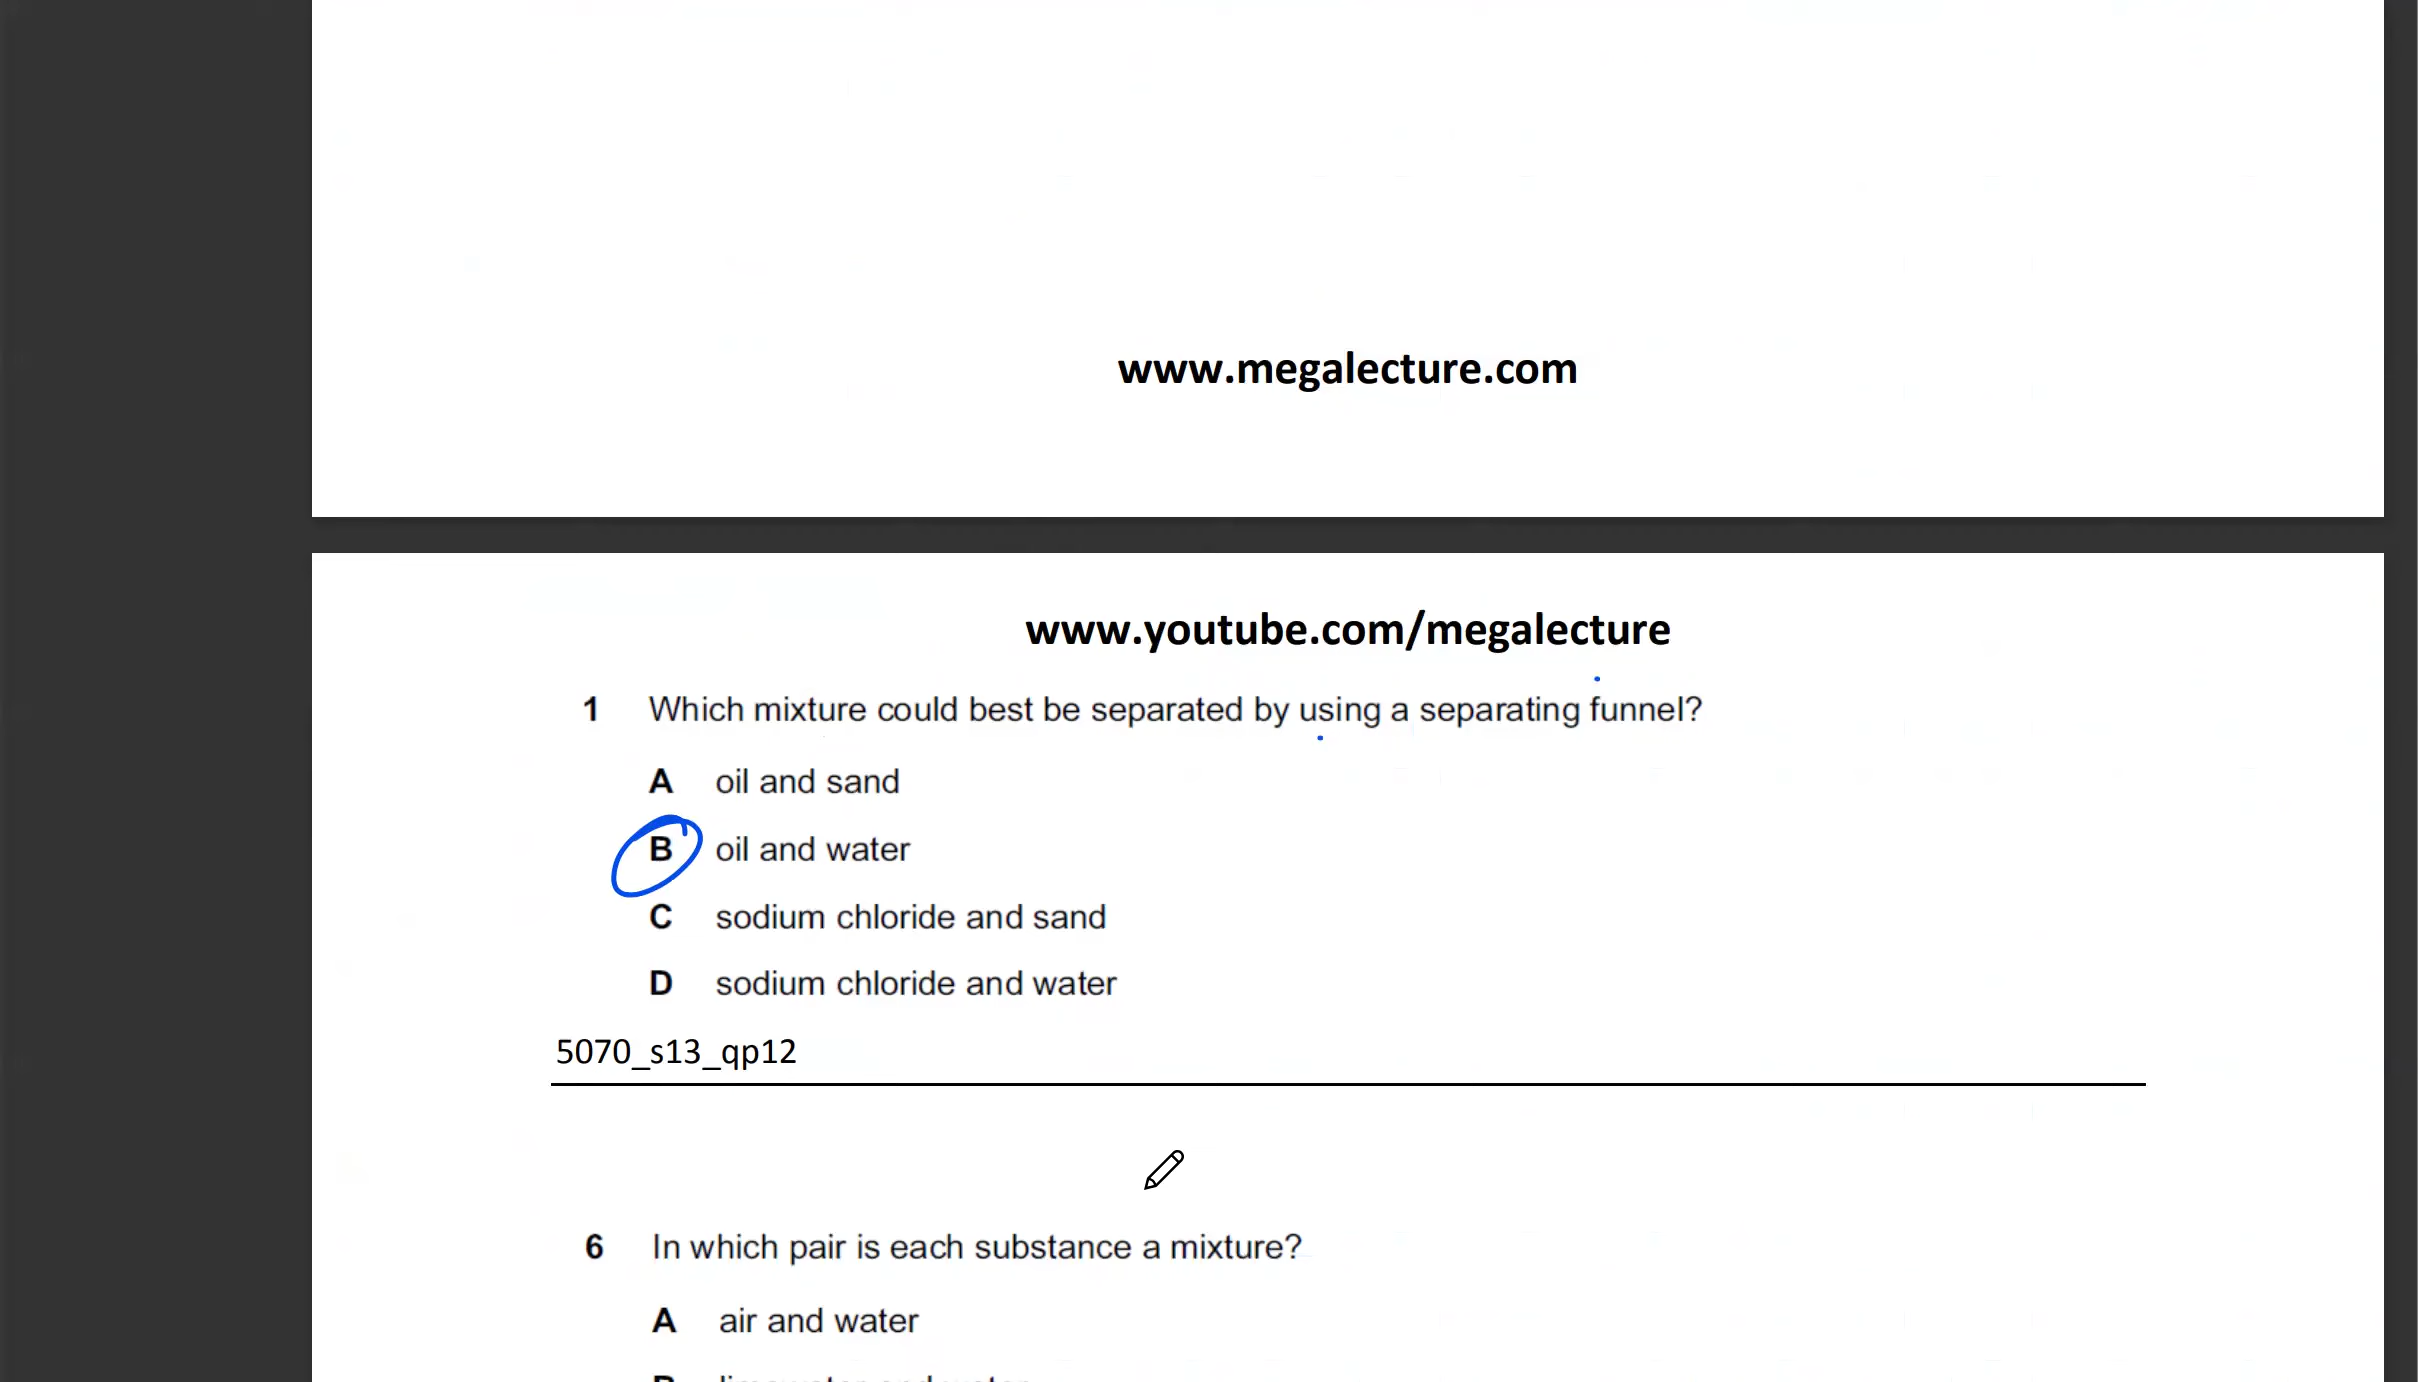 www.megalecture.com
www.youtube.com/megalecture
1 Which mixture could best be separated by using a separating funnel?
A oil and sand
B oil and water
C sodium chloride and sand
D sodium chloride and water
5070_s13_qp12
6 In which pair is each substance a mixture?
A air and water